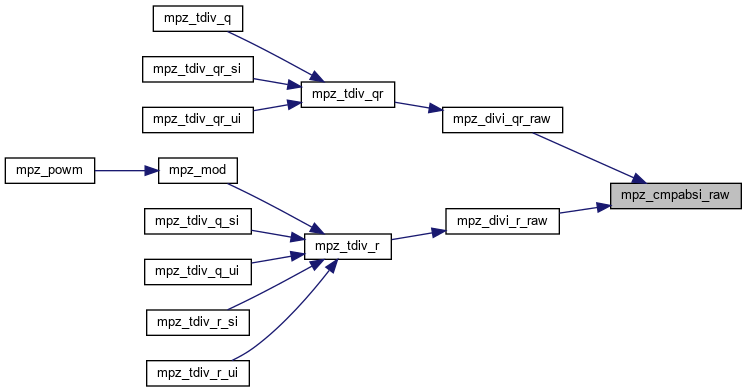 mpz_tdiv_q
mpz_tdiv_qr_si
mpz_tdiv_qr
mpz_tdiv_qr_ui
mpz_divi_qr_raw
mpz_powm
mpz_mod
mpz_cmpabsi_raw
mpz_tdiv_q_si
mpz_divi_r_raw
mpz_tdiv_r
mpz_tdiv_q_ui
mpz_tdiv_r_si
mpz_tdiv_r_ui